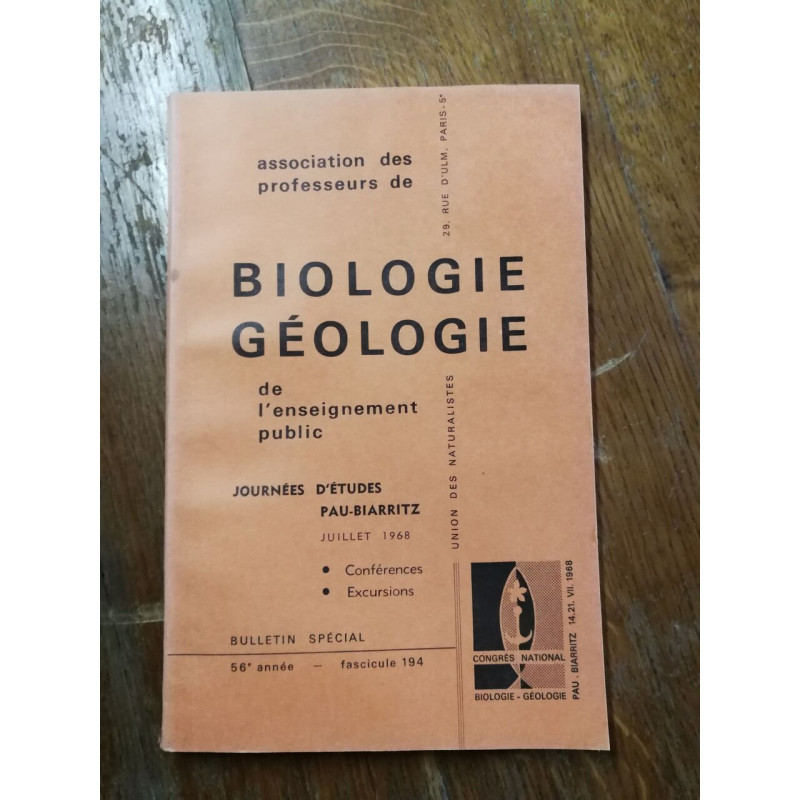 association des
professeurs de
29, RUE D'ULM, PARIS-5e
BIOLOGIE
GÉOLOGIE
de
l'enseignement
public
UNION DES NATURALISTES
JOURNÉES D'ÉTUDES
PAU-BIARRITZ
JUILLET 1968
• Conférences
• Excursions
BULLETIN SPÉCIAL
56e année — fascicule 194
CONGRÈS NATIONAL
BIOLOGIE - GÉOLOGIE
PAU . BIARRITZ 14.21. VII. 1968